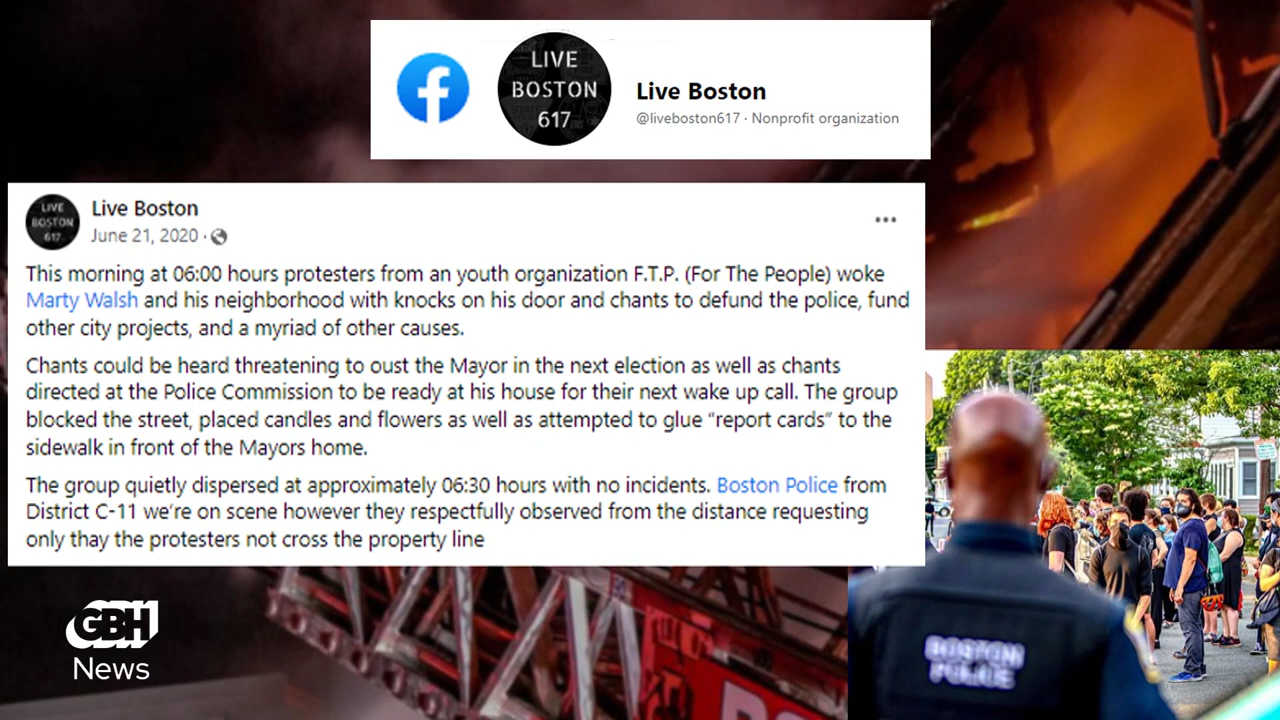 LIVE
BOSTON
617
Live Boston
@liveboston617 · Nonprofit organization
LIVE
BOSTON
617
Live Boston
June 21, 2020 ·
This morning at 06:00 hours protesters from an youth organization F.T.P. (For The People) woke
Marty Walsh and his neighborhood with knocks on his door and chants to defund the police, fund
other city projects, and a myriad of other causes.
Chants could be heard threatening to oust the Mayor in the next election as well as chants
directed at the Police Commission to be ready at his house for their next wake up call. The group
blocked the street, placed candles and flowers as well as attempted to glue “report cards” to the
sidewalk in front of the Mayors home.
The group quietly dispersed at approximately 06:30 hours with no incidents. Boston Police from
District C-11 we’re on scene however they respectfully observed from the distance requesting
only thay the protesters not cross the property line
BOSTON
POLICE
GBH
News